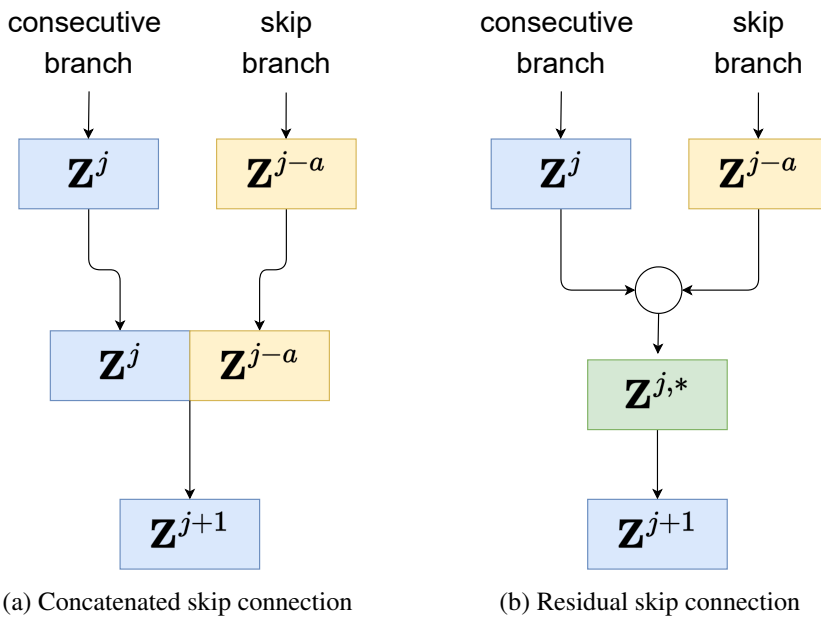 consecutive branch
skip branch
𝐙^j
𝐙^{j−a}
𝐙^j
𝐙^{j−a}
𝐙^{j+1}
(a) Concatenated skip connection
consecutive branch
skip branch
𝐙^j
𝐙^{j−a}
𝐙^{j,∗}
𝐙^{j+1}
(b) Residual skip connection